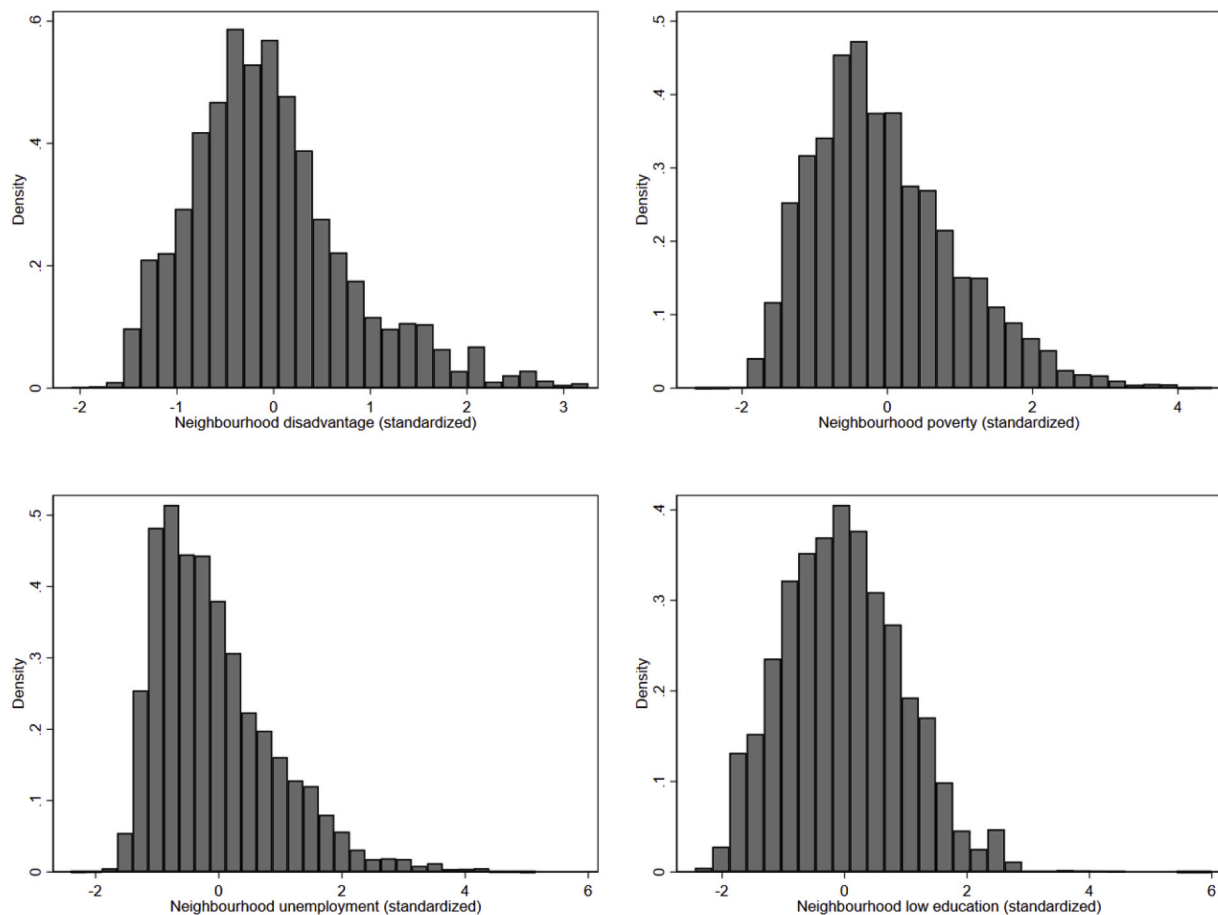 .6
.4
.2
0
Density
-2 -1 0 1 2 3
Neighbourhood disadvantage (standardized)
.5
.4
.3
.2
.1
0
Density
-2 0 2 4
Neighbourhood poverty (standardized)
.5
.4
.3
.2
.1
0
Density
-2 0 2 4 6
Neighbourhood unemployment (standardized)
.4
.3
.2
.1
0
Density
-2 0 2 4 6
Neighbourhood low education (standardized)